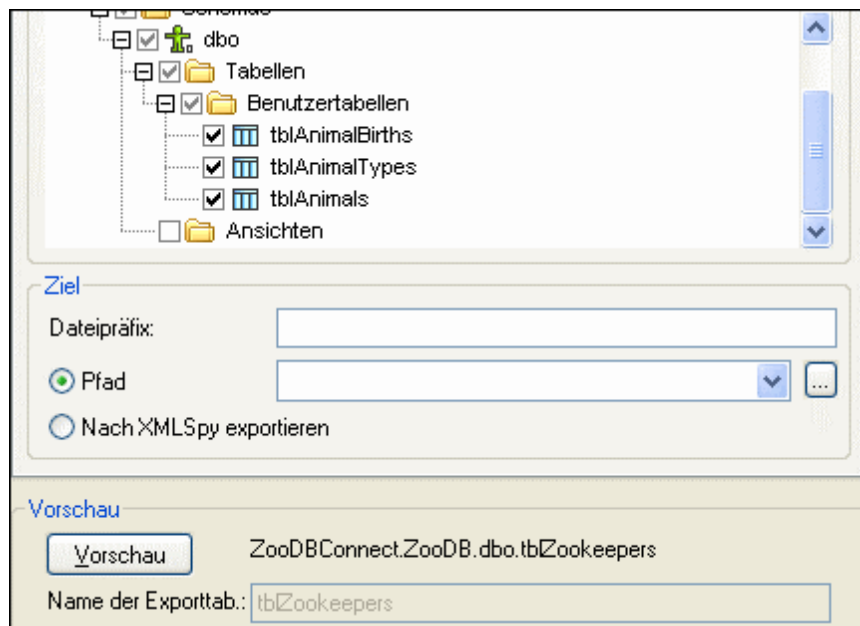 Schemas
dbo
Tabellen
Benutzertabellen
tblAnimalBirths
tblAnimalTypes
tblAnimals
Ansichten
Ziel
Dateipräfix:
Pfad
...
Nach XMLSpy exportieren
Vorschau
Vorschau ZooDBConnect.ZooDB.dbo.tblZookeepers
Name der Exporttab.: tblZookeepers